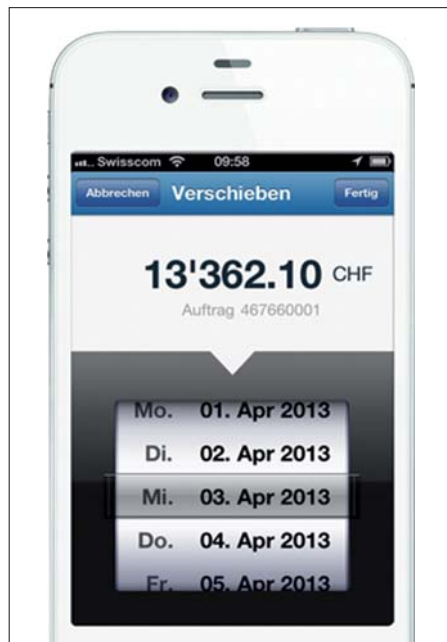 Swisscom 09:58
Abbrechen Verschieben Fertig
13'362.10 CHF
Auftrag 467660001
Mo. 01. Apr 2013
Di. 02. Apr 2013
Mi. 03. Apr 2013
Do. 04. Apr 2013
Fr. 05. Apr 2013